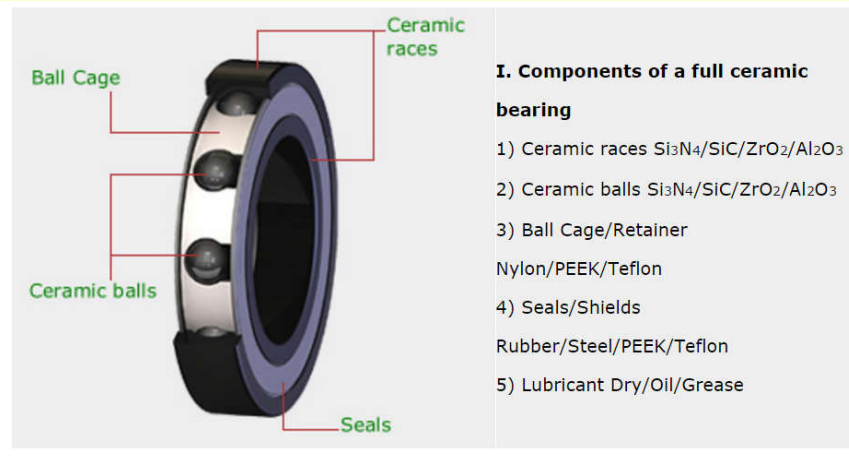 Ceramic
races
Ball Cage
Ceramic balls
Seals
I. Components of a full ceramic
bearing
1) Ceramic races Si3N4/SiC/ZrO2/Al2O3
2) Ceramic balls Si3N4/SiC/ZrO2/Al2O3
3) Ball Cage/Retainer
Nylon/PEEK/Teflon
4) Seals/Shields
Rubber/Steel/PEEK/Teflon
5) Lubricant Dry/Oil/Grease